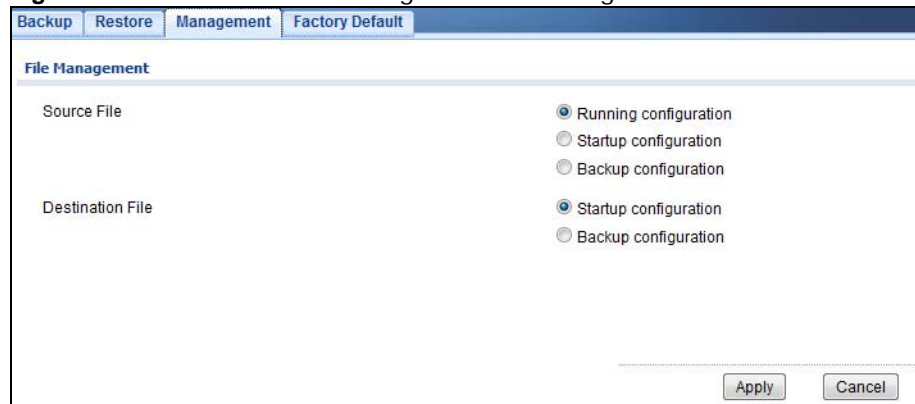 Backup Restore Management Factory Default
File Management
Source File
Running configuration
Startup configuration
Backup configuration
Destination File
Startup configuration
Backup configuration
Apply Cancel